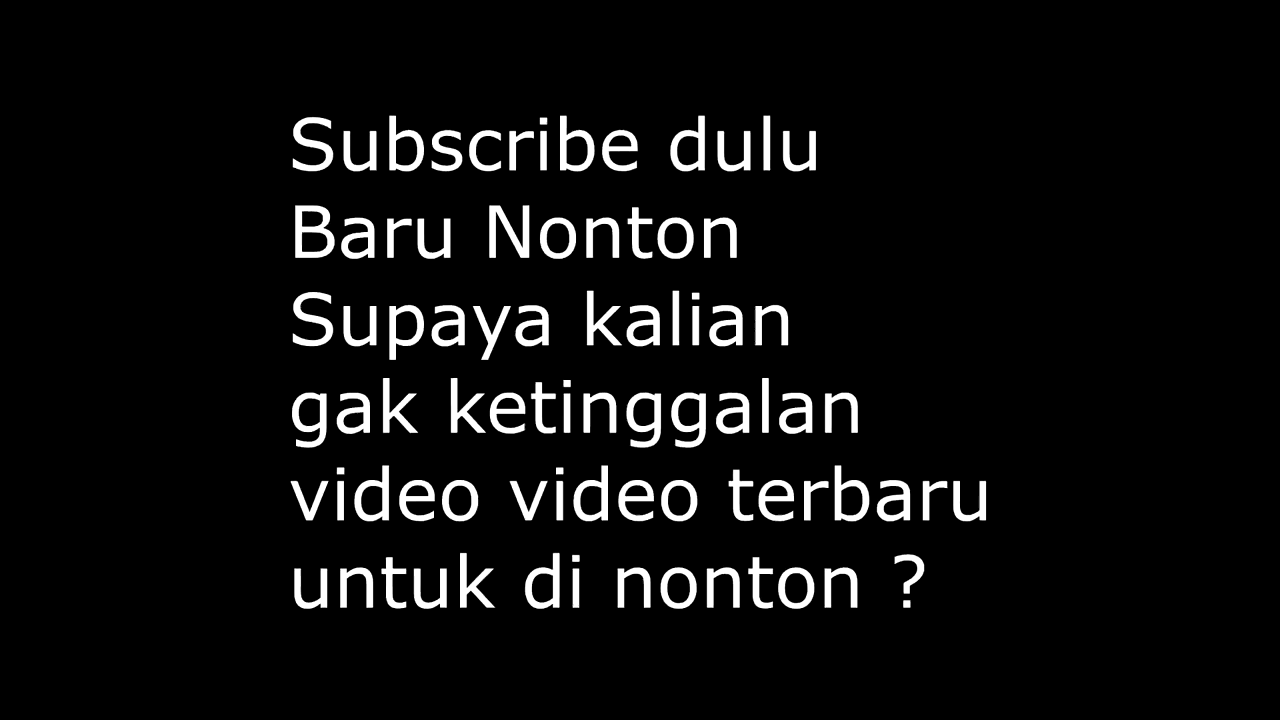 Subscribe dulu
Baru Nonton
Supaya kalian
gak ketinggalan
video video terbaru
untuk di nonton ?